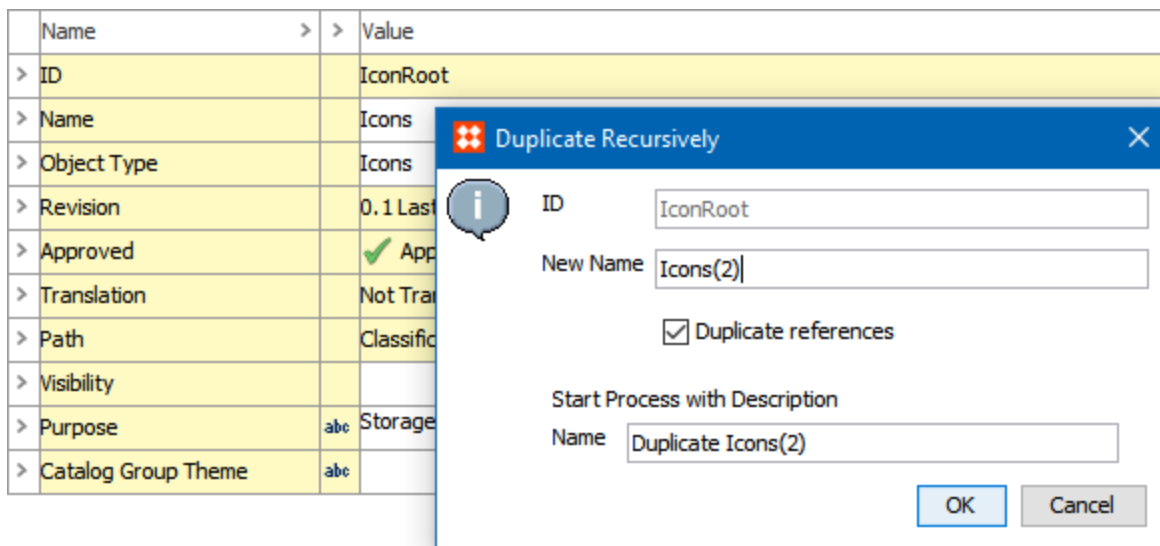 Name > > Value
> ID IconRoot
> Name Icons
> Object Type Icons
> Revision 0.1 Last
> Approved App
> Translation Not Tra
> Path Classific
> Visibility
> Purpose abc Storage
> Catalog Group Theme abc
Duplicate Recursively
ID IconRoot
New Name Icons(2)
Duplicate references
Start Process with Description
Name Duplicate Icons(2)
OK Cancel